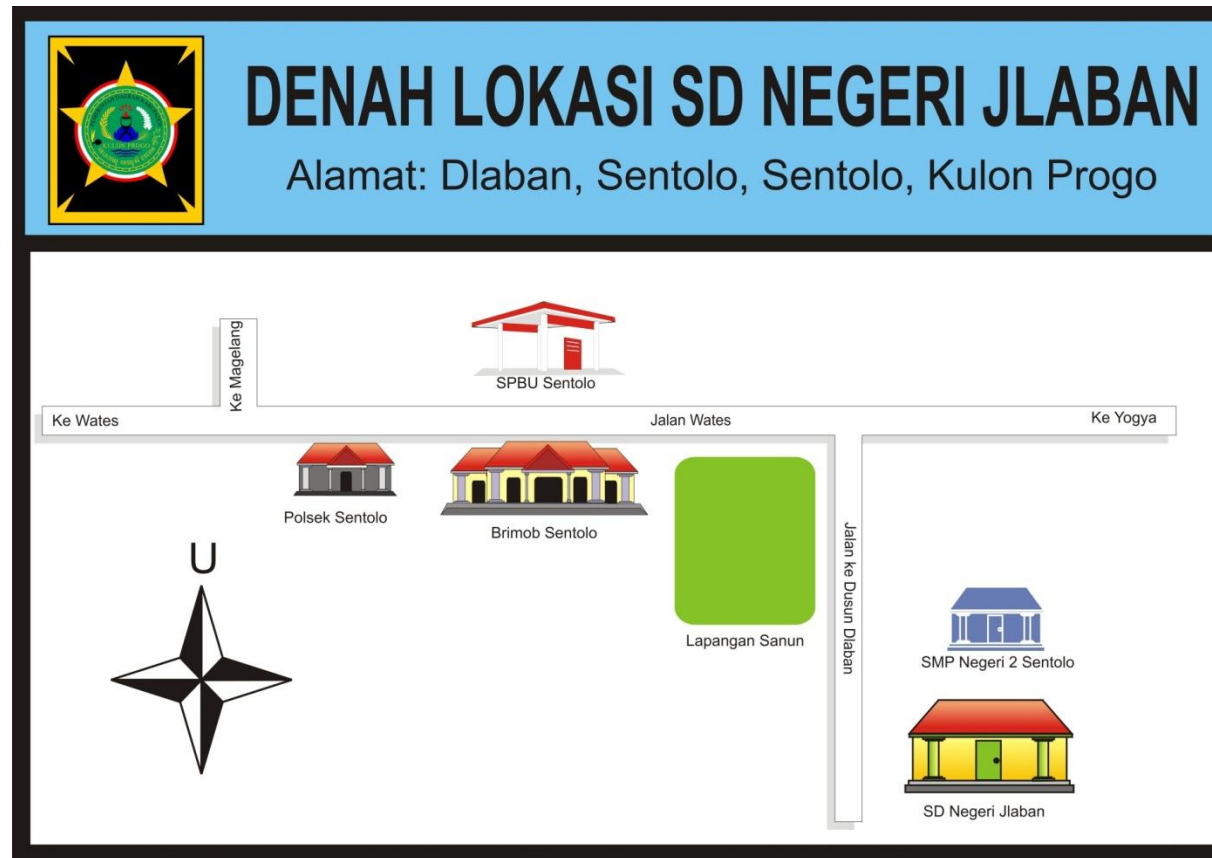 DENAH LOKASI SD NEGERI JLABAN
Alamat: Dlaban, Sentolo, Sentolo, Kulon Progo
KULON PROGO
Ke Magelang
SPBU Sentolo
Ke Wates
Jalan Wates
Ke Yogya
Polsek Sentolo
Brimob Sentolo
Jalan ke Dusun Dlaban
U
Lapangan Sanun
SMP Negeri 2 Sentolo
SD Negeri Jlaban